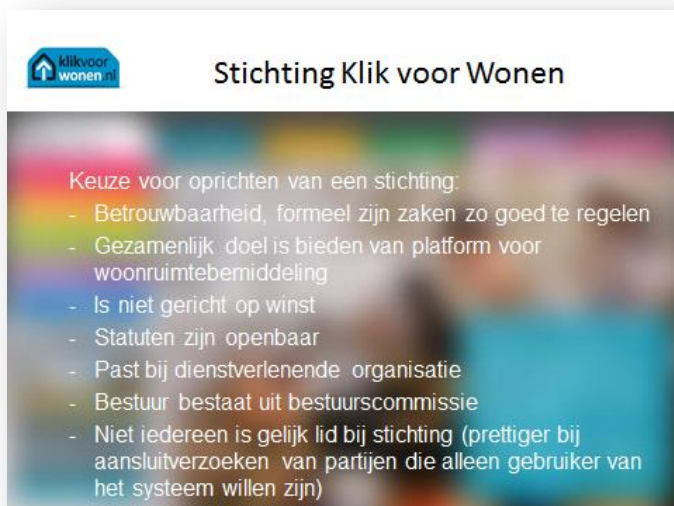 klikvoor
wonen.nl
Stichting Klik voor Wonen
Keuze voor oprichten van een stichting:
- Betrouwbaarheid, formeel zijn zaken zo goed te regelen
- Gezamenlijk doel is bieden van platform voor
woonruimtebemiddeling
- Is niet gericht op winst
- Statuten zijn openbaar
- Past bij dienstverlenende organisatie
- Bestuur bestaat uit bestuurscommissie
- Niet iedereen is gelijk lid bij stichting (prettiger bij
aansluitverzoeken van partijen die alleen gebruiker van
het systeem willen zijn)